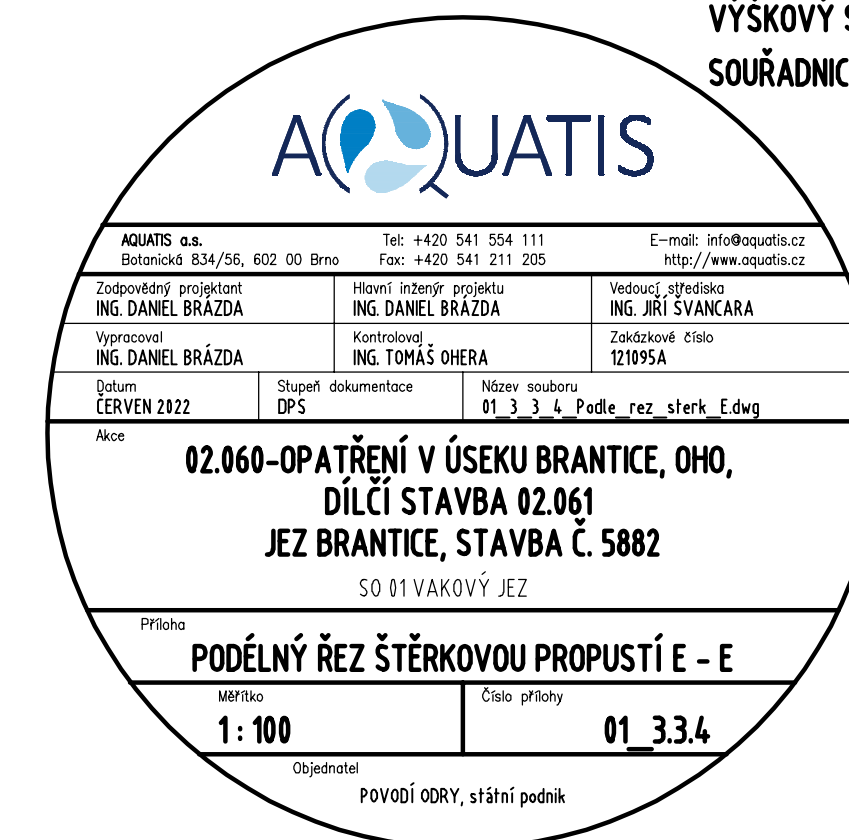 VÝŠKOVÝ
SOUŘADNIC
AQUATIS
AQUATIS a.s. Tel: +420 541 554 111 E-mail: info@aquatis.cz
Botanická 834/56, 602 00 Brno Fax: +420 541 211 205 http://www.aquatis.cz
Zodpovědný projektant Hlavní inženýr projektu Vedoucí střediska
ING. DANIEL BRÁZDA ING. DANIEL BRÁZDA ING. JIŘÍ ŠVANCARA
Vypracoval Kontroloval Zakázkové číslo
ING. DANIEL BRÁZDA ING. TOMÁŠ OHERA 121095A
Datum Stupeň dokumentace Název souboru
ČERVEN 2022 DPS 01_3_3_4_Podle_rez_sterk_E.dwg
Akce
02.060-OPATŘENÍ V ÚSEKU BRANTICE, OHO,
DÍLČÍ STAVBA 02.061
JEZ BRANTICE, STAVBA Č. 5882
SO 01 VAKOVÝ JEZ
Příloha
PODÉLNÝ ŘEZ ŠTĚRKOVOU PROPUSTÍ E - E
Měřítko Číslo přílohy
1 : 100 01_3.3.4
Objednatel
POVODÍ ODRY, státní podnik